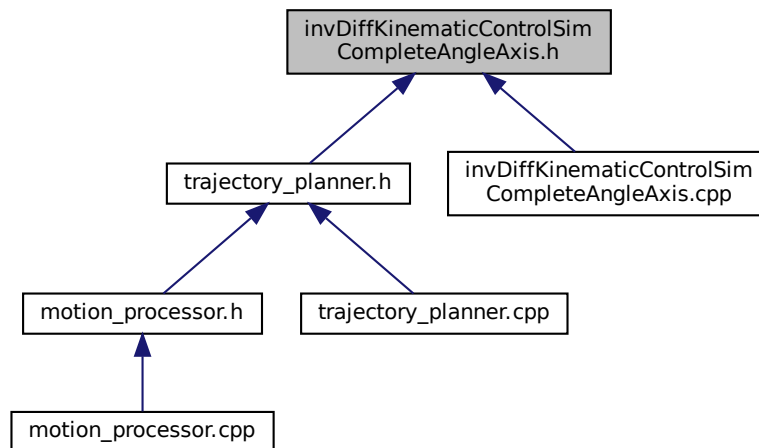 invDiffKinematicControlSim
CompleteAngleAxis.h
trajectory_planner.h
invDiffKinematicControlSim
CompleteAngleAxis.cpp
motion_processor.h
trajectory_planner.cpp
motion_processor.cpp